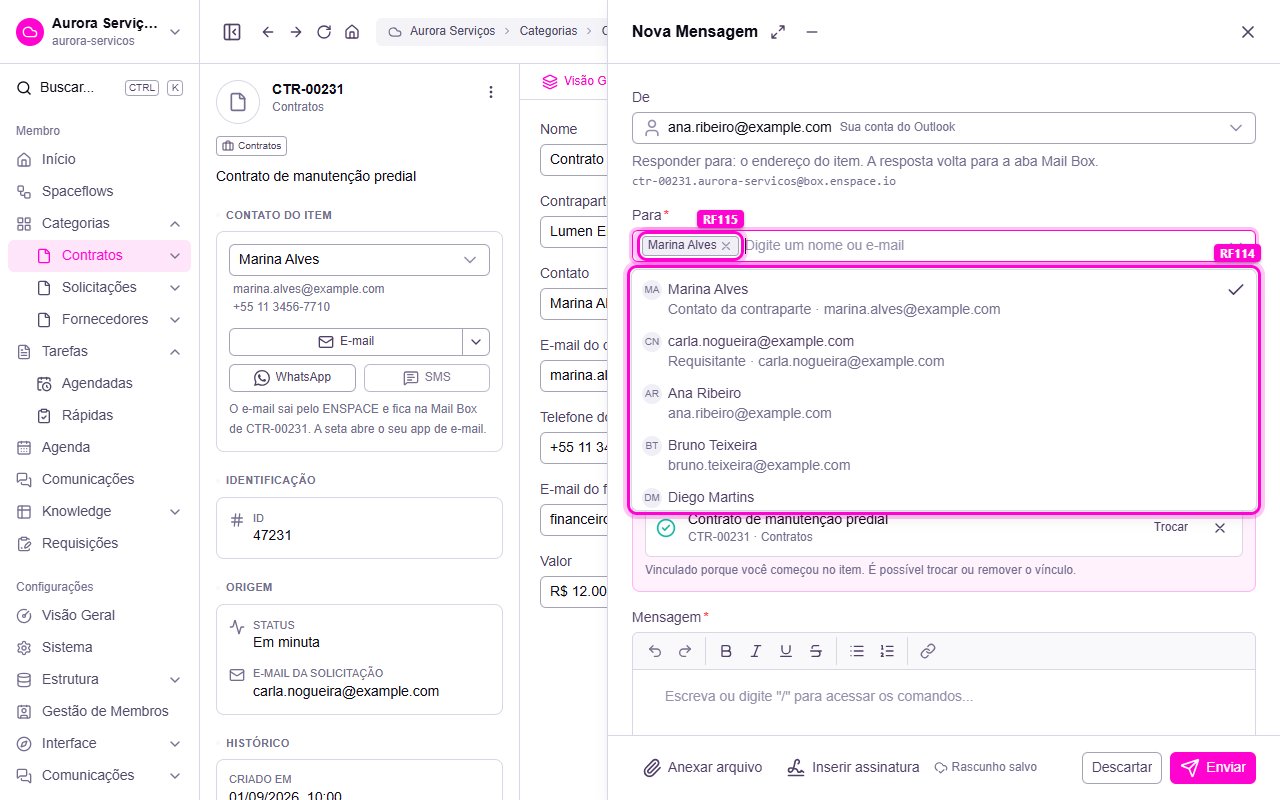 Aurora Serviç...
aurora-servicos
Buscar...
CTRL
K
Membro
Início
Spaceflows
Categorias
Contratos
Solicitações
Fornecedores
Tarefas
Agendadas
Rápidas
Agenda
Comunicações
Knowledge
Requisições
Configurações
Visão Geral
Sistema
Estrutura
Gestão de Membros
Interface
Comunicações
Aurora Serviços
Categorias
CTR-00231
Contratos
Contratos
Contrato de manutenção predial
CONTATO DO ITEM
Marina Alves
marina.alves@example.com
+55 11 3456-7710
E-mail
WhatsApp
SMS
O e-mail sai pelo ENSPACE e fica na Mail Box
de CTR-00231. A seta abre o seu app de e-mail.
IDENTIFICAÇÃO
ID
47231
ORIGEM
STATUS
Em minuta
E-MAIL DA SOLICITAÇÃO
carla.nogueira@example.com
HISTÓRICO
CRIADO EM
01/09/2026, 10:00
Visão G
Nome
Contrato
Contrapart
Lumen E
Contato
Marina Al
E-mail do c
marina.al
Telefone do
+55 11 34
E-mail do f
financeiro
Valor
R$ 12.00
Nova Mensagem
De
ana.ribeiro@example.com Sua conta do Outlook
Responder para: o endereço do item. A resposta volta para a aba Mail Box.
ctr-00231.aurora-servicos@box.enspace.io
Para*
RF115
Marina Alves
Digite um nome ou e-mail
RF114
MA Marina Alves
Contato da contraparte · marina.alves@example.com
CN carla.nogueira@example.com
Requisitante · carla.nogueira@example.com
AR Ana Ribeiro
ana.ribeiro@example.com
BT Bruno Teixeira
bruno.teixeira@example.com
DM Diego Martins
Contrato de manutenção predial
CTR-00231 · Contratos
Trocar
Vinculado porque você começou no item. É possível trocar ou remover o vínculo.
Mensagem*
Escreva ou digite "/" para acessar os comandos...
Anexar arquivo
Inserir assinatura
Rascunho salvo
Descartar
Enviar